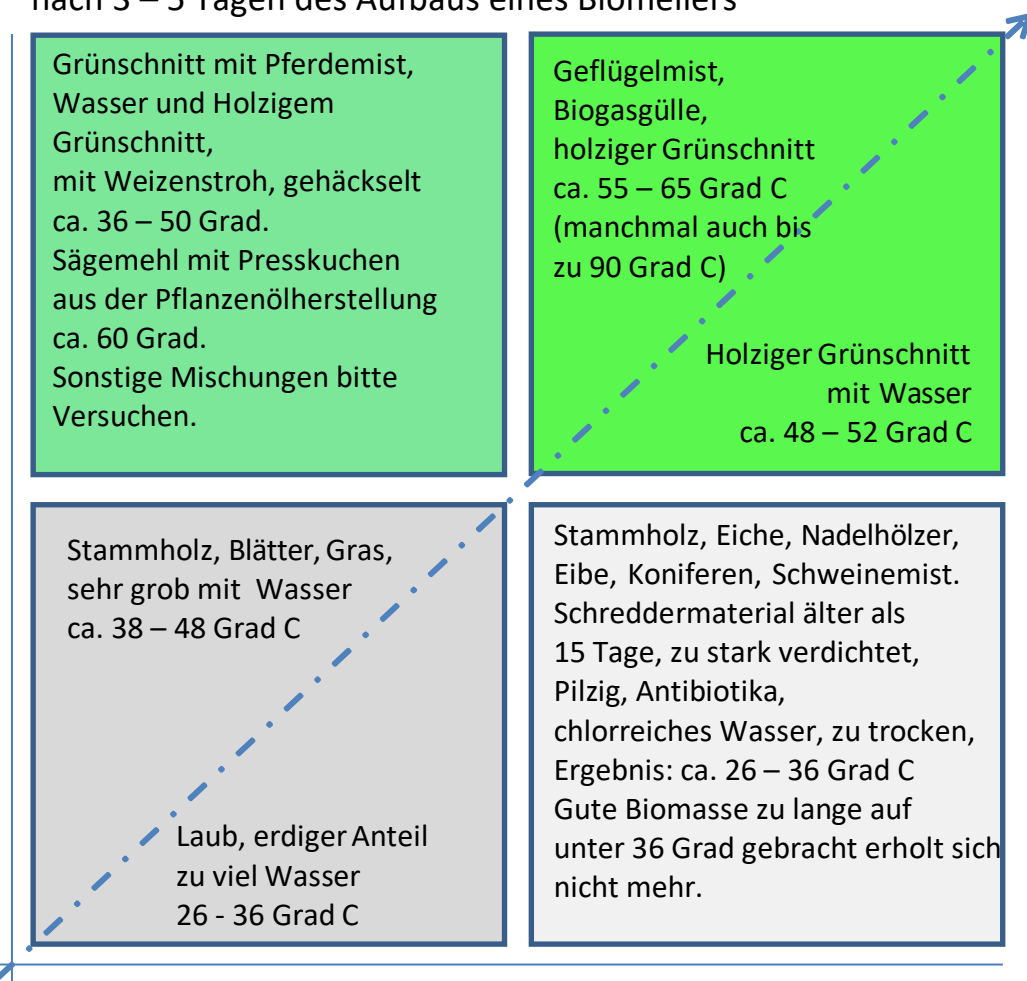 nach 3 – 5 Tagen des Aufbaus eines Biomeilers
Grünschnitt mit Pferdemist,
Wasser und Holzigem
Grünschnitt,
mit Weizenstroh, gehäckselt
ca. 36 – 50 Grad.
Sägemehl mit Presskuchen
aus der Pflanzenölherstellung
ca. 60 Grad.
Sonstige Mischungen bitte
Versuchen.
Geflügelmist,
Biogasgülle,
holziger Grünschnitt
ca. 55 – 65 Grad C
(manchmal auch bis
zu 90 Grad C)
Holziger Grünschnitt
mit Wasser
ca. 48 – 52 Grad C
Stammholz, Blätter, Gras,
sehr grob mit Wasser
ca. 38 – 48 Grad C
Laub, erdiger Anteil
zu viel Wasser
26 - 36 Grad C
Stammholz, Eiche, Nadelhölzer,
Eibe, Koniferen, Schweinemist.
Schreddermaterial älter als
15 Tage, zu stark verdichtet,
Pilzig, Antibiotika,
chlorreiches Wasser, zu trocken,
Ergebnis: ca. 26 – 36 Grad C
Gute Biomasse zu lange auf
unter 36 Grad gebracht erholt sich
nicht mehr.